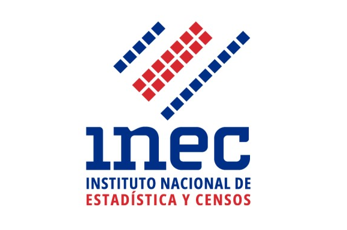 inec
INSTITUTO NACIONAL DE
ESTADÍSTICA Y CENSOS